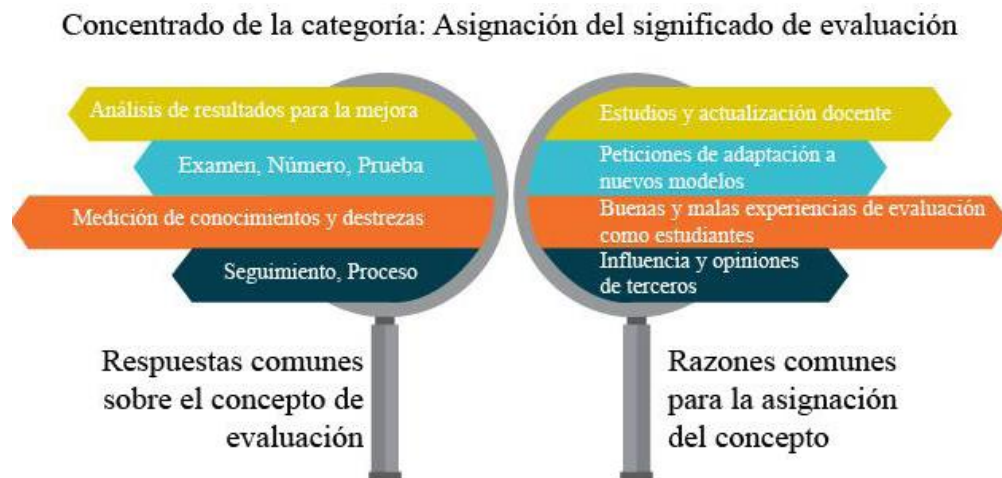 Concentrado de la categoría: Asignación del significado de evaluación
Análisis de resultados para la mejora
Examen, Número, Prueba
Medición de conocimientos y destrezas
Seguimiento, Proceso
Respuestas comunes
sobre el concepto de
evaluación
Estudios y actualización docente
Peticiones de adaptación a
nuevos modelos
Buenas y malas experiencias de evaluación
como estudiantes
Influencia y opiniones
de terceros
Razones comunes
para la asignación
del concepto